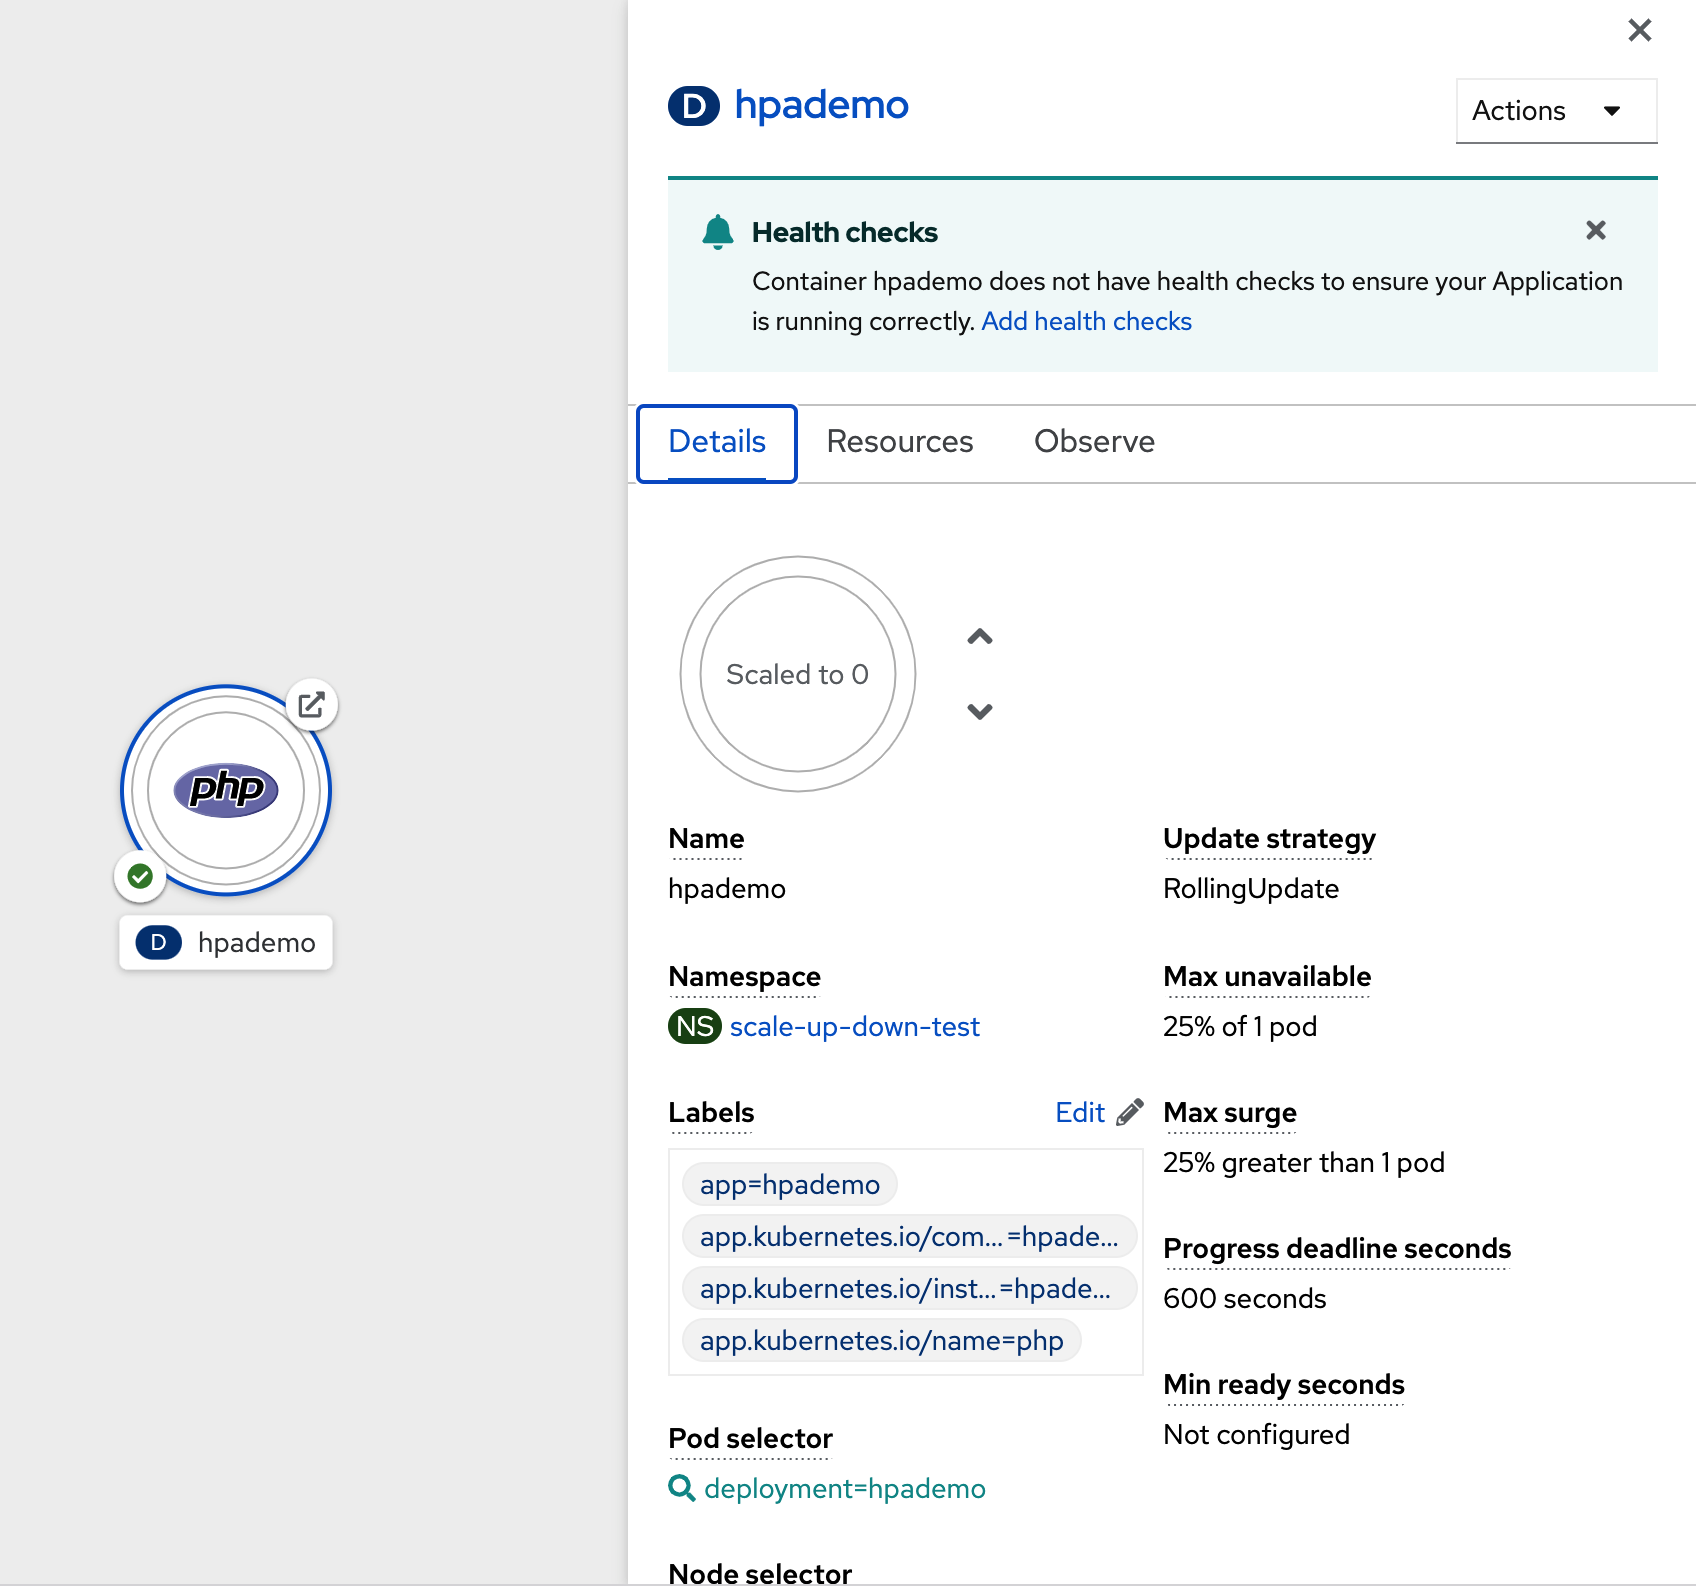 D hpademo
Actions
Health checks
Container hpademo does not have health checks to ensure your Application
is running correctly. Add health checks
Details Resources Observe
Scaled to 0
php
D hpademo
Name
hpademo
Update strategy
RollingUpdate
Namespace
NS scale-up-down-test
Max unavailable
25% of 1 pod
Labels Edit
app=hpademo
app.kubernetes.io/com...=hpade...
app.kubernetes.io/inst...=hpade...
app.kubernetes.io/name=php
Max surge
25% greater than 1 pod
Progress deadline seconds
600 seconds
Min ready seconds
Not configured
Pod selector
deployment=hpademo
Node selector